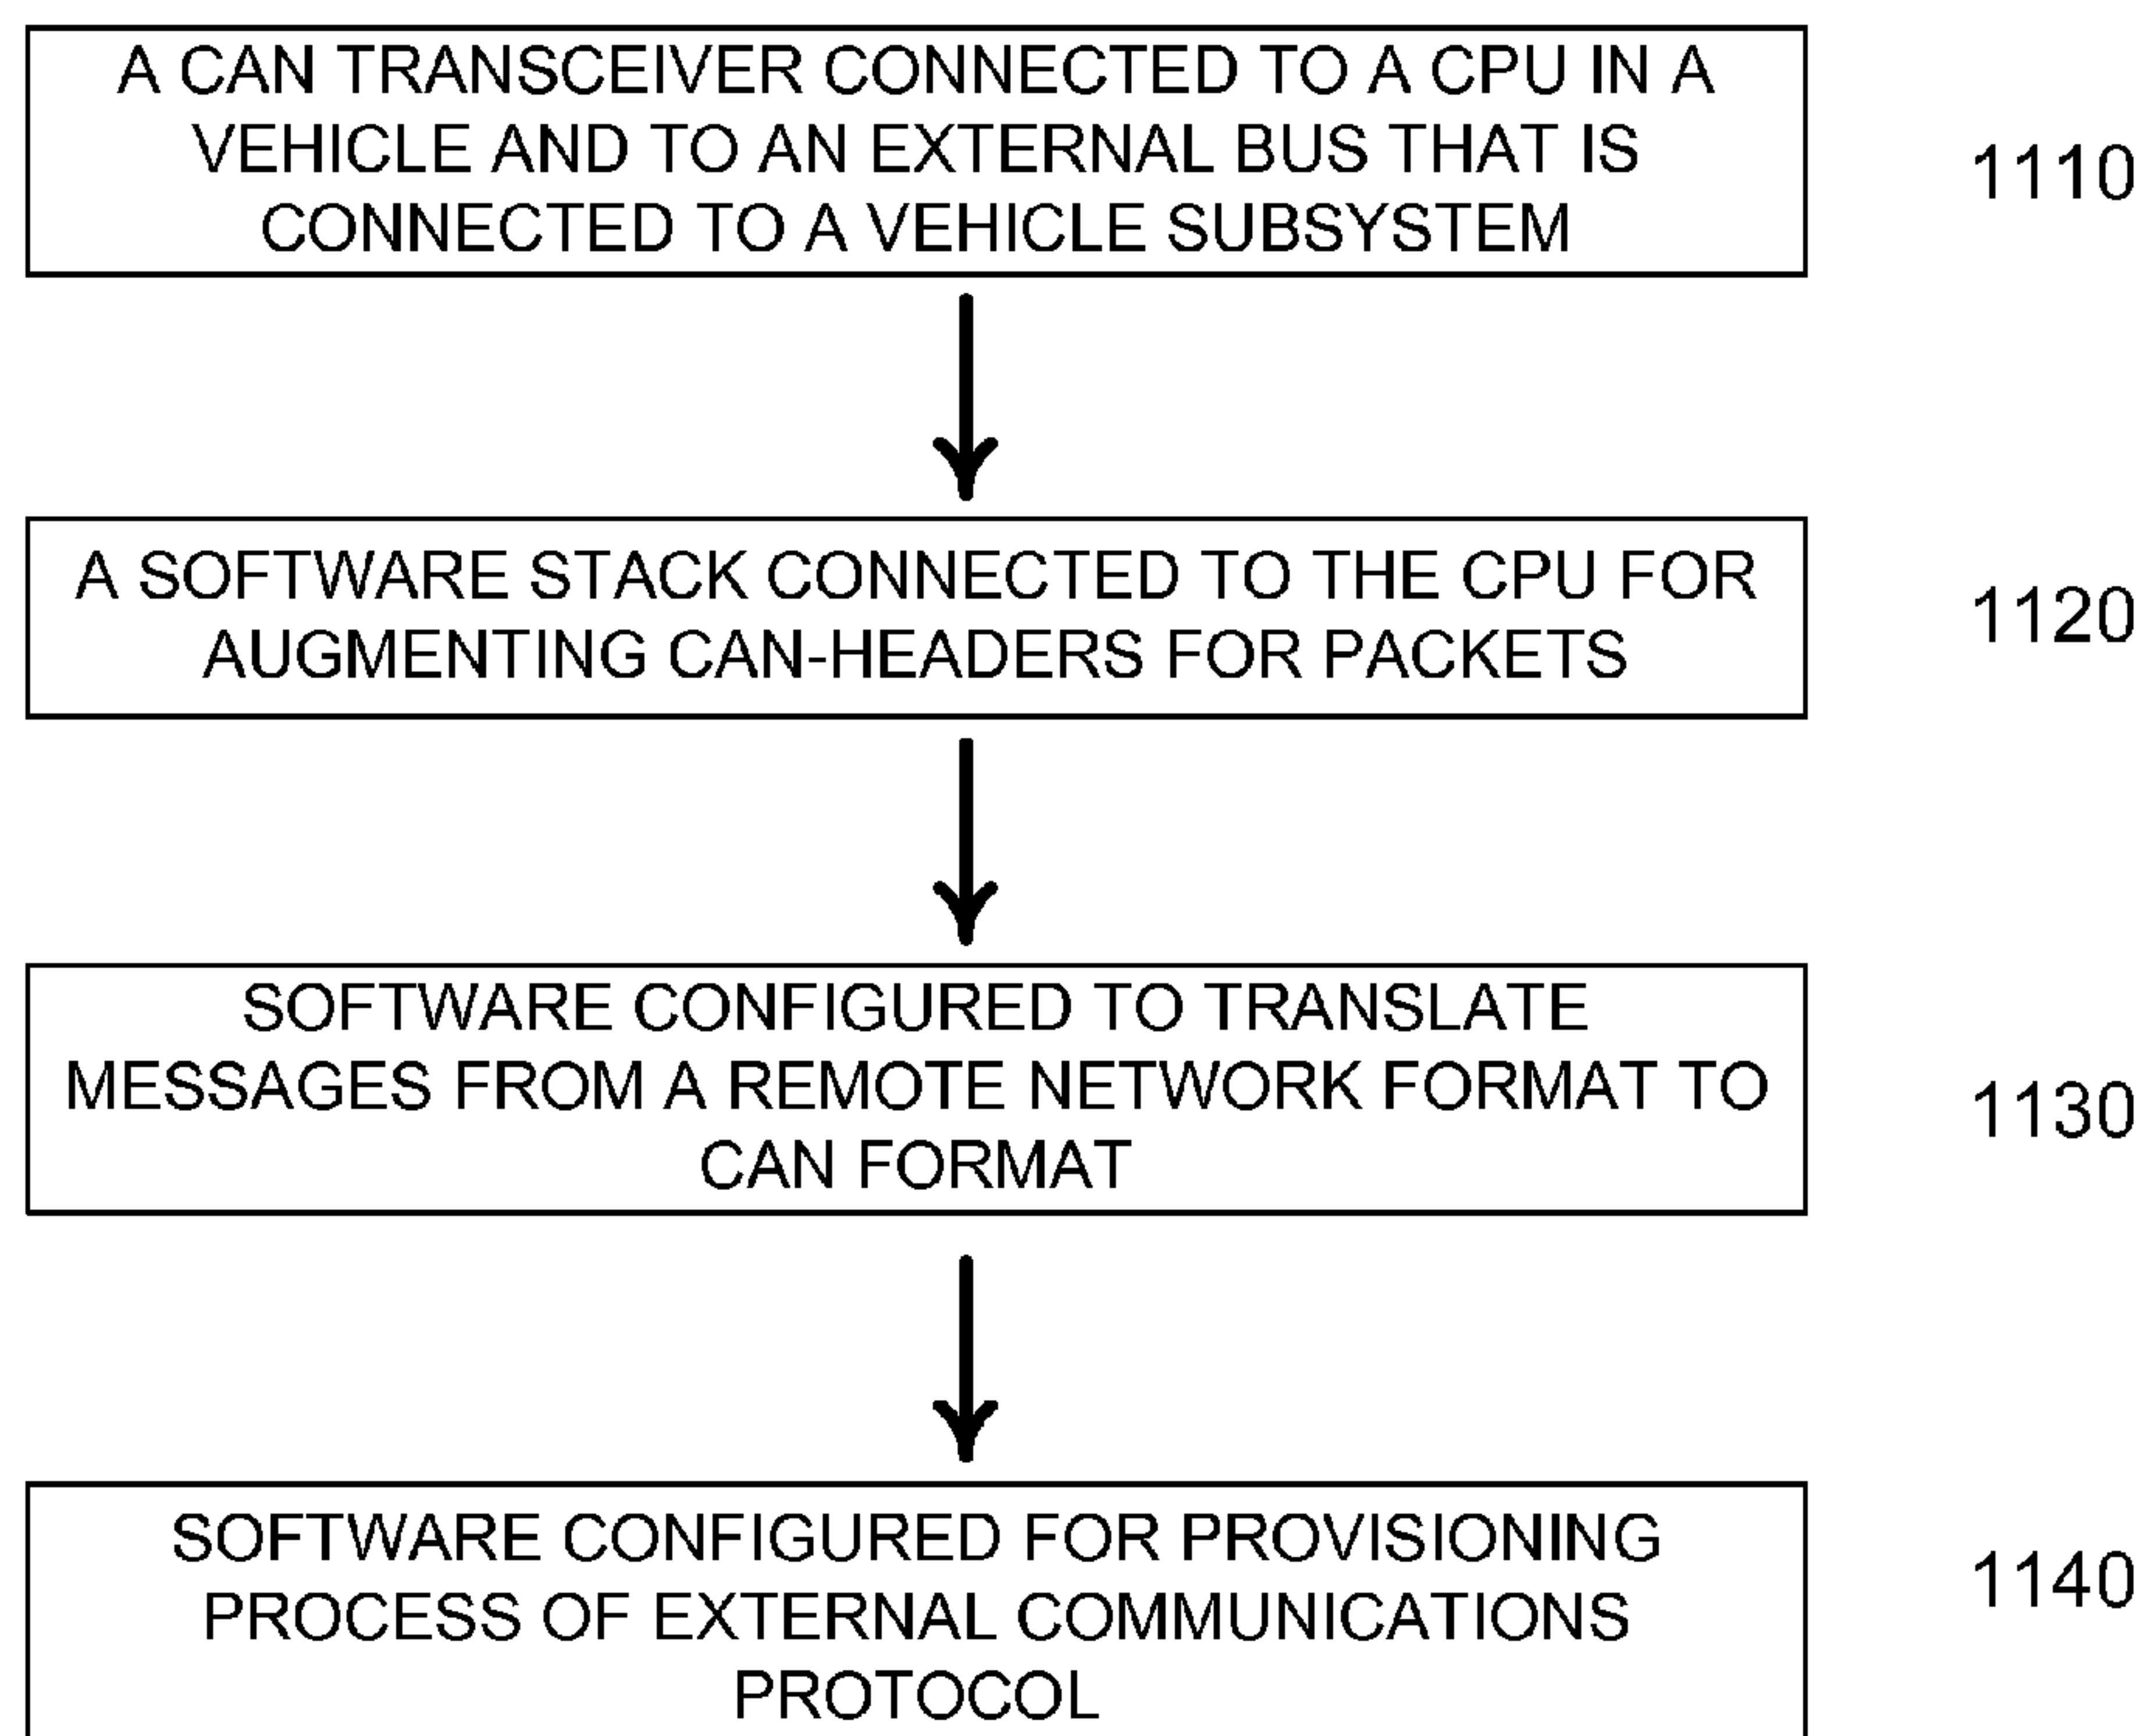 A CAN TRANSCEIVER CONNECTED TO A CPU IN A
VEHICLE AND TO AN EXTERNAL BUS THAT IS
CONNECTED TO A VEHICLE SUBSYSTEM
1110
A SOFTWARE STACK CONNECTED TO THE CPU FOR
AUGMENTING CAN-HEADERS FOR PACKETS
1120
SOFTWARE CONFIGURED TO TRANSLATE
MESSAGES FROM A REMOTE NETWORK FORMAT TO
CAN FORMAT
1130
SOFTWARE CONFIGURED FOR PROVISIONING
PROCESS OF EXTERNAL COMMUNICATIONS
PROTOCOL
1140